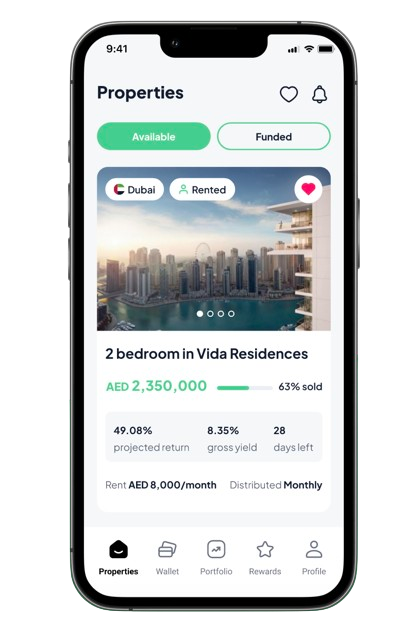 9:41
Properties
Available
Funded
Dubai
Rented
2 bedroom in Vida Residences
AED 2,350,000
63% sold
49.08%
projected return
8.35%
gross yield
28
days left
Rent AED 8,000/month
Distributed Monthly
Properties
Wallet
Portfolio
Rewards
Profile